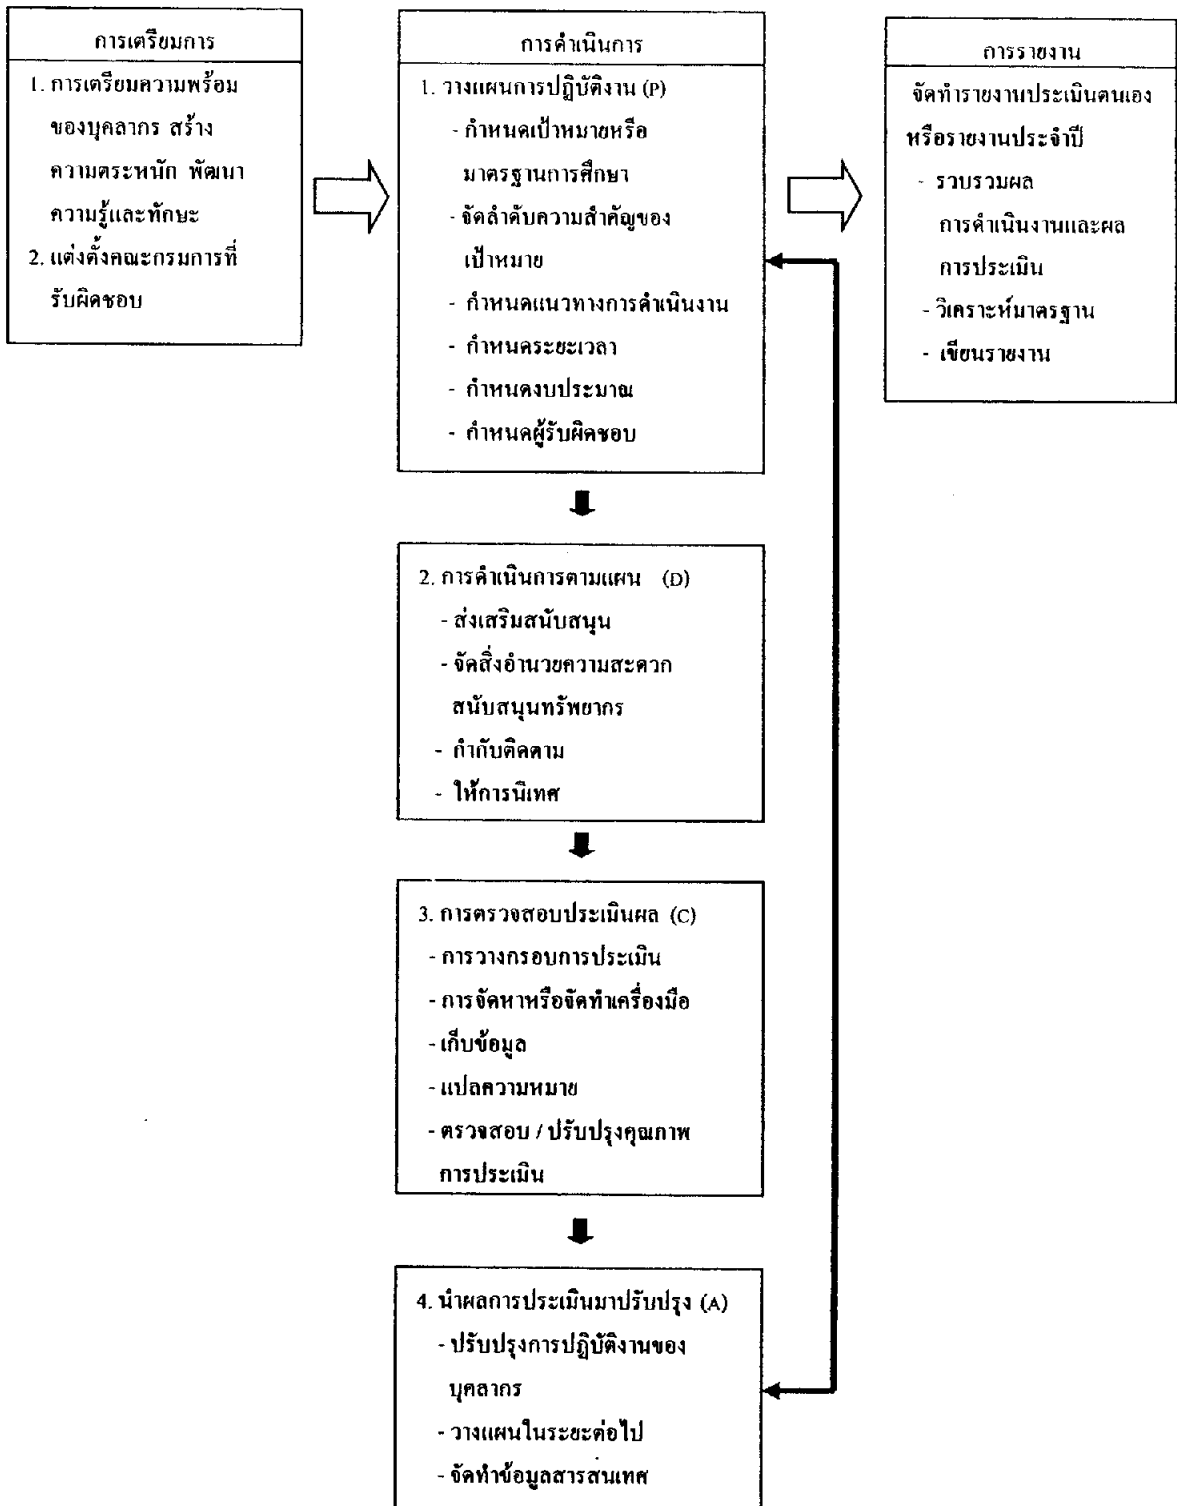 การเตรียมการ
1. การเตรียมความพร้อม
ของบุคลากร สร้าง
ความตระหนัก พัฒนา
ความรู้และทักษะ
2. แต่งตั้งคณะกรมการที่
รับผิดชอบ
การดำเนินการ
1. วางแผนการปฏิบัติงาน (P)
- กำหนดเป้าหมายหรือ
มาตรฐานการศึกษา
- จัดลำดับความสำคัญของ
เป้าหมาย
- กำหนดแนวทางการดำเนินงาน
- กำหนดระยะเวลา
- กำหนดงบประมาณ
- กำหนดผู้รับผิดชอบ
2. การดำเนินการตามแผน (D)
- ส่งเสริมสนับสนุน
- จัดสิ่งอำนวยความสะดวก
สนับสนุนทรัพยากร
- กำกับติดตาม
- ให้การนิเทศ
3. การตรวจสอบประเมินผล (C)
- การวางกรอบการประเมิน
- การจัดหาหรือจัดทำเครื่องมือ
- เก็บข้อมูล
- แปลความหมาย
- ตรวจสอบ / ปรับปรุงคุณภาพ
การประเมิน
4. นำผลการประเมินมาปรับปรุง (A)
- ปรับปรุงการปฏิบัติงานของ
บุคลากร
- วางแผนในระยะต่อไป
- จัดทำข้อมูลสารสนเทศ
การรายงาน
จัดทำรายงานประเมินตนเอง
หรือรายงานประจำปี
- รวบรวมผล
การดำเนินงานและผล
การประเมิน
- วิเคราะห์มาตรฐาน
- เขียนรายงาน